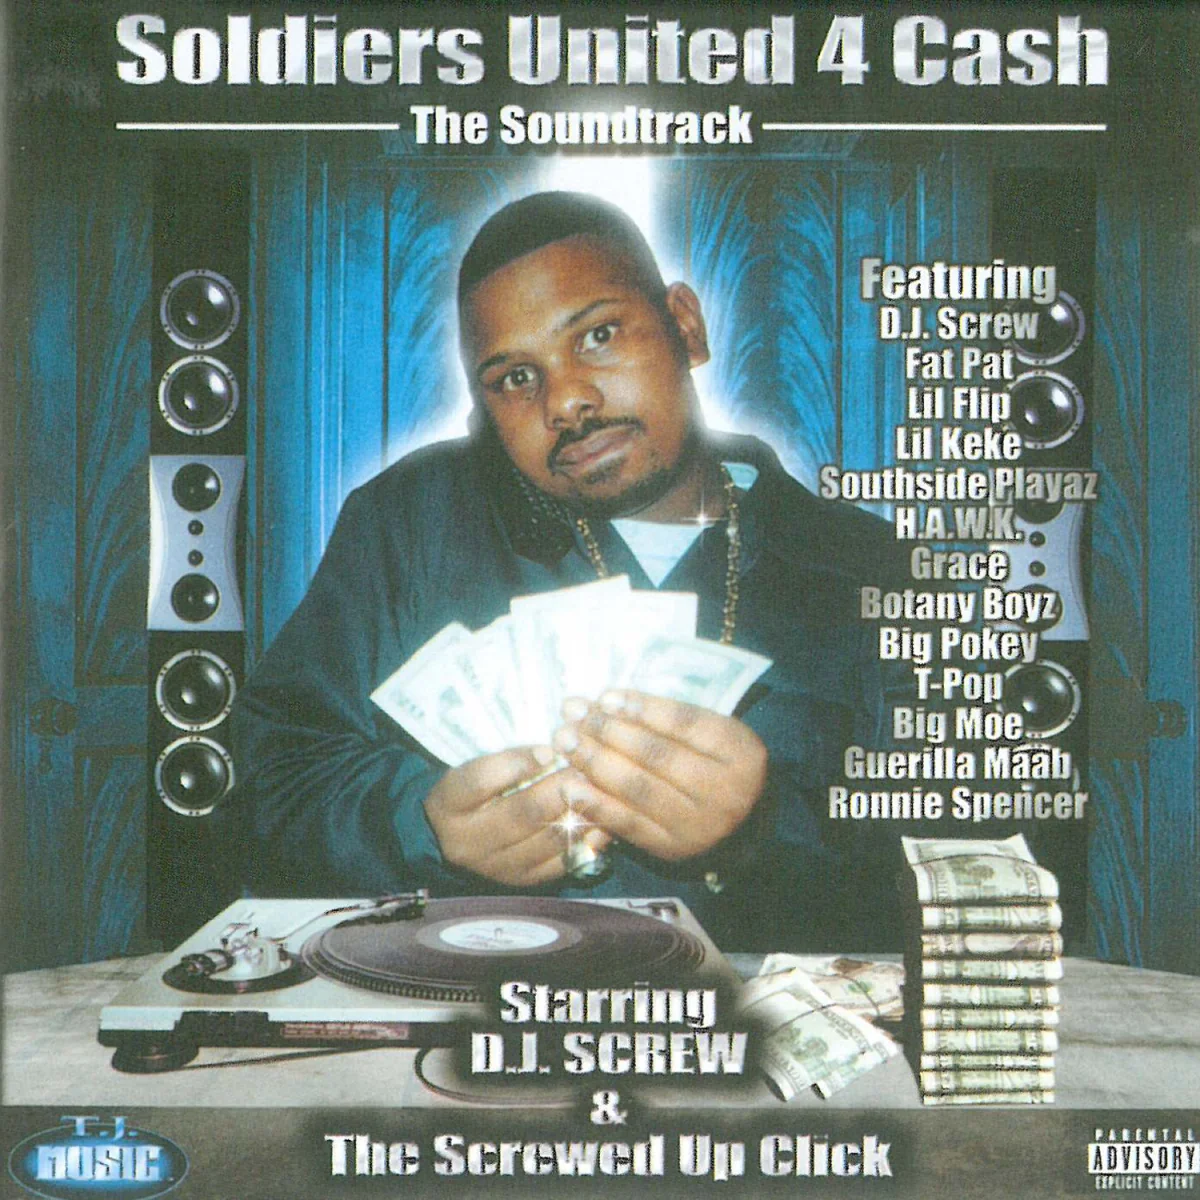 Soldiers United 4 Cash
The Soundtrack
Featuring
D.J. Screw
Fat Pat
Lil Flip
Lil Keke
Southside Playaz
H.A.W.K.
Grace
Botany Boyz
Big Pokey
T-Pop
Big Moe
Guerilla Maab,
Ronnie Spencer
Starring
D.J. SCREW
&
The Screwed Up Click
T.J.
MUSIC
PARENTAL
ADVISORY
EXPLICIT CONTENT